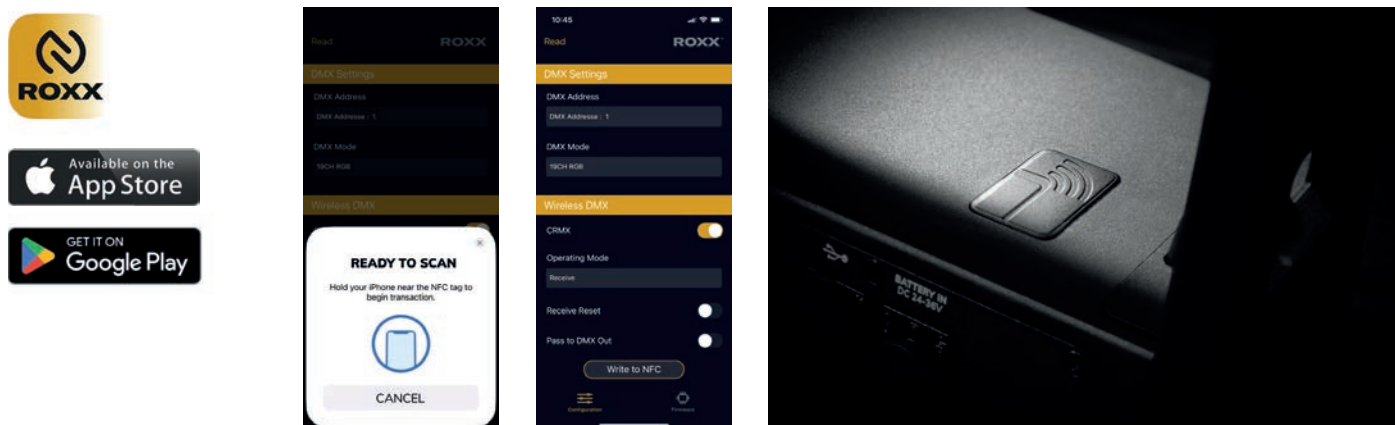 ROXX
Available on the
App Store
GET IT ON
Google Play
Read
ROXX
DMX Settings
DMX Address
DMX Addresse : 1
DMX Mode
19CH RGB
Wireless DMX
READY TO SCAN
Hold your iPhone near the NFC tag to
begin transaction.
CANCEL
10:45
Read
ROXX
DMX Settings
DMX Address
DMX Addresse : 1
DMX Mode
19CH RGB
Wireless DMX
CRMX
Operating Mode
Receive
Receive Reset
Pass to DMX Out
Write to NFC
Configuration
Firmware
BATTERY IN
DC 24-36V